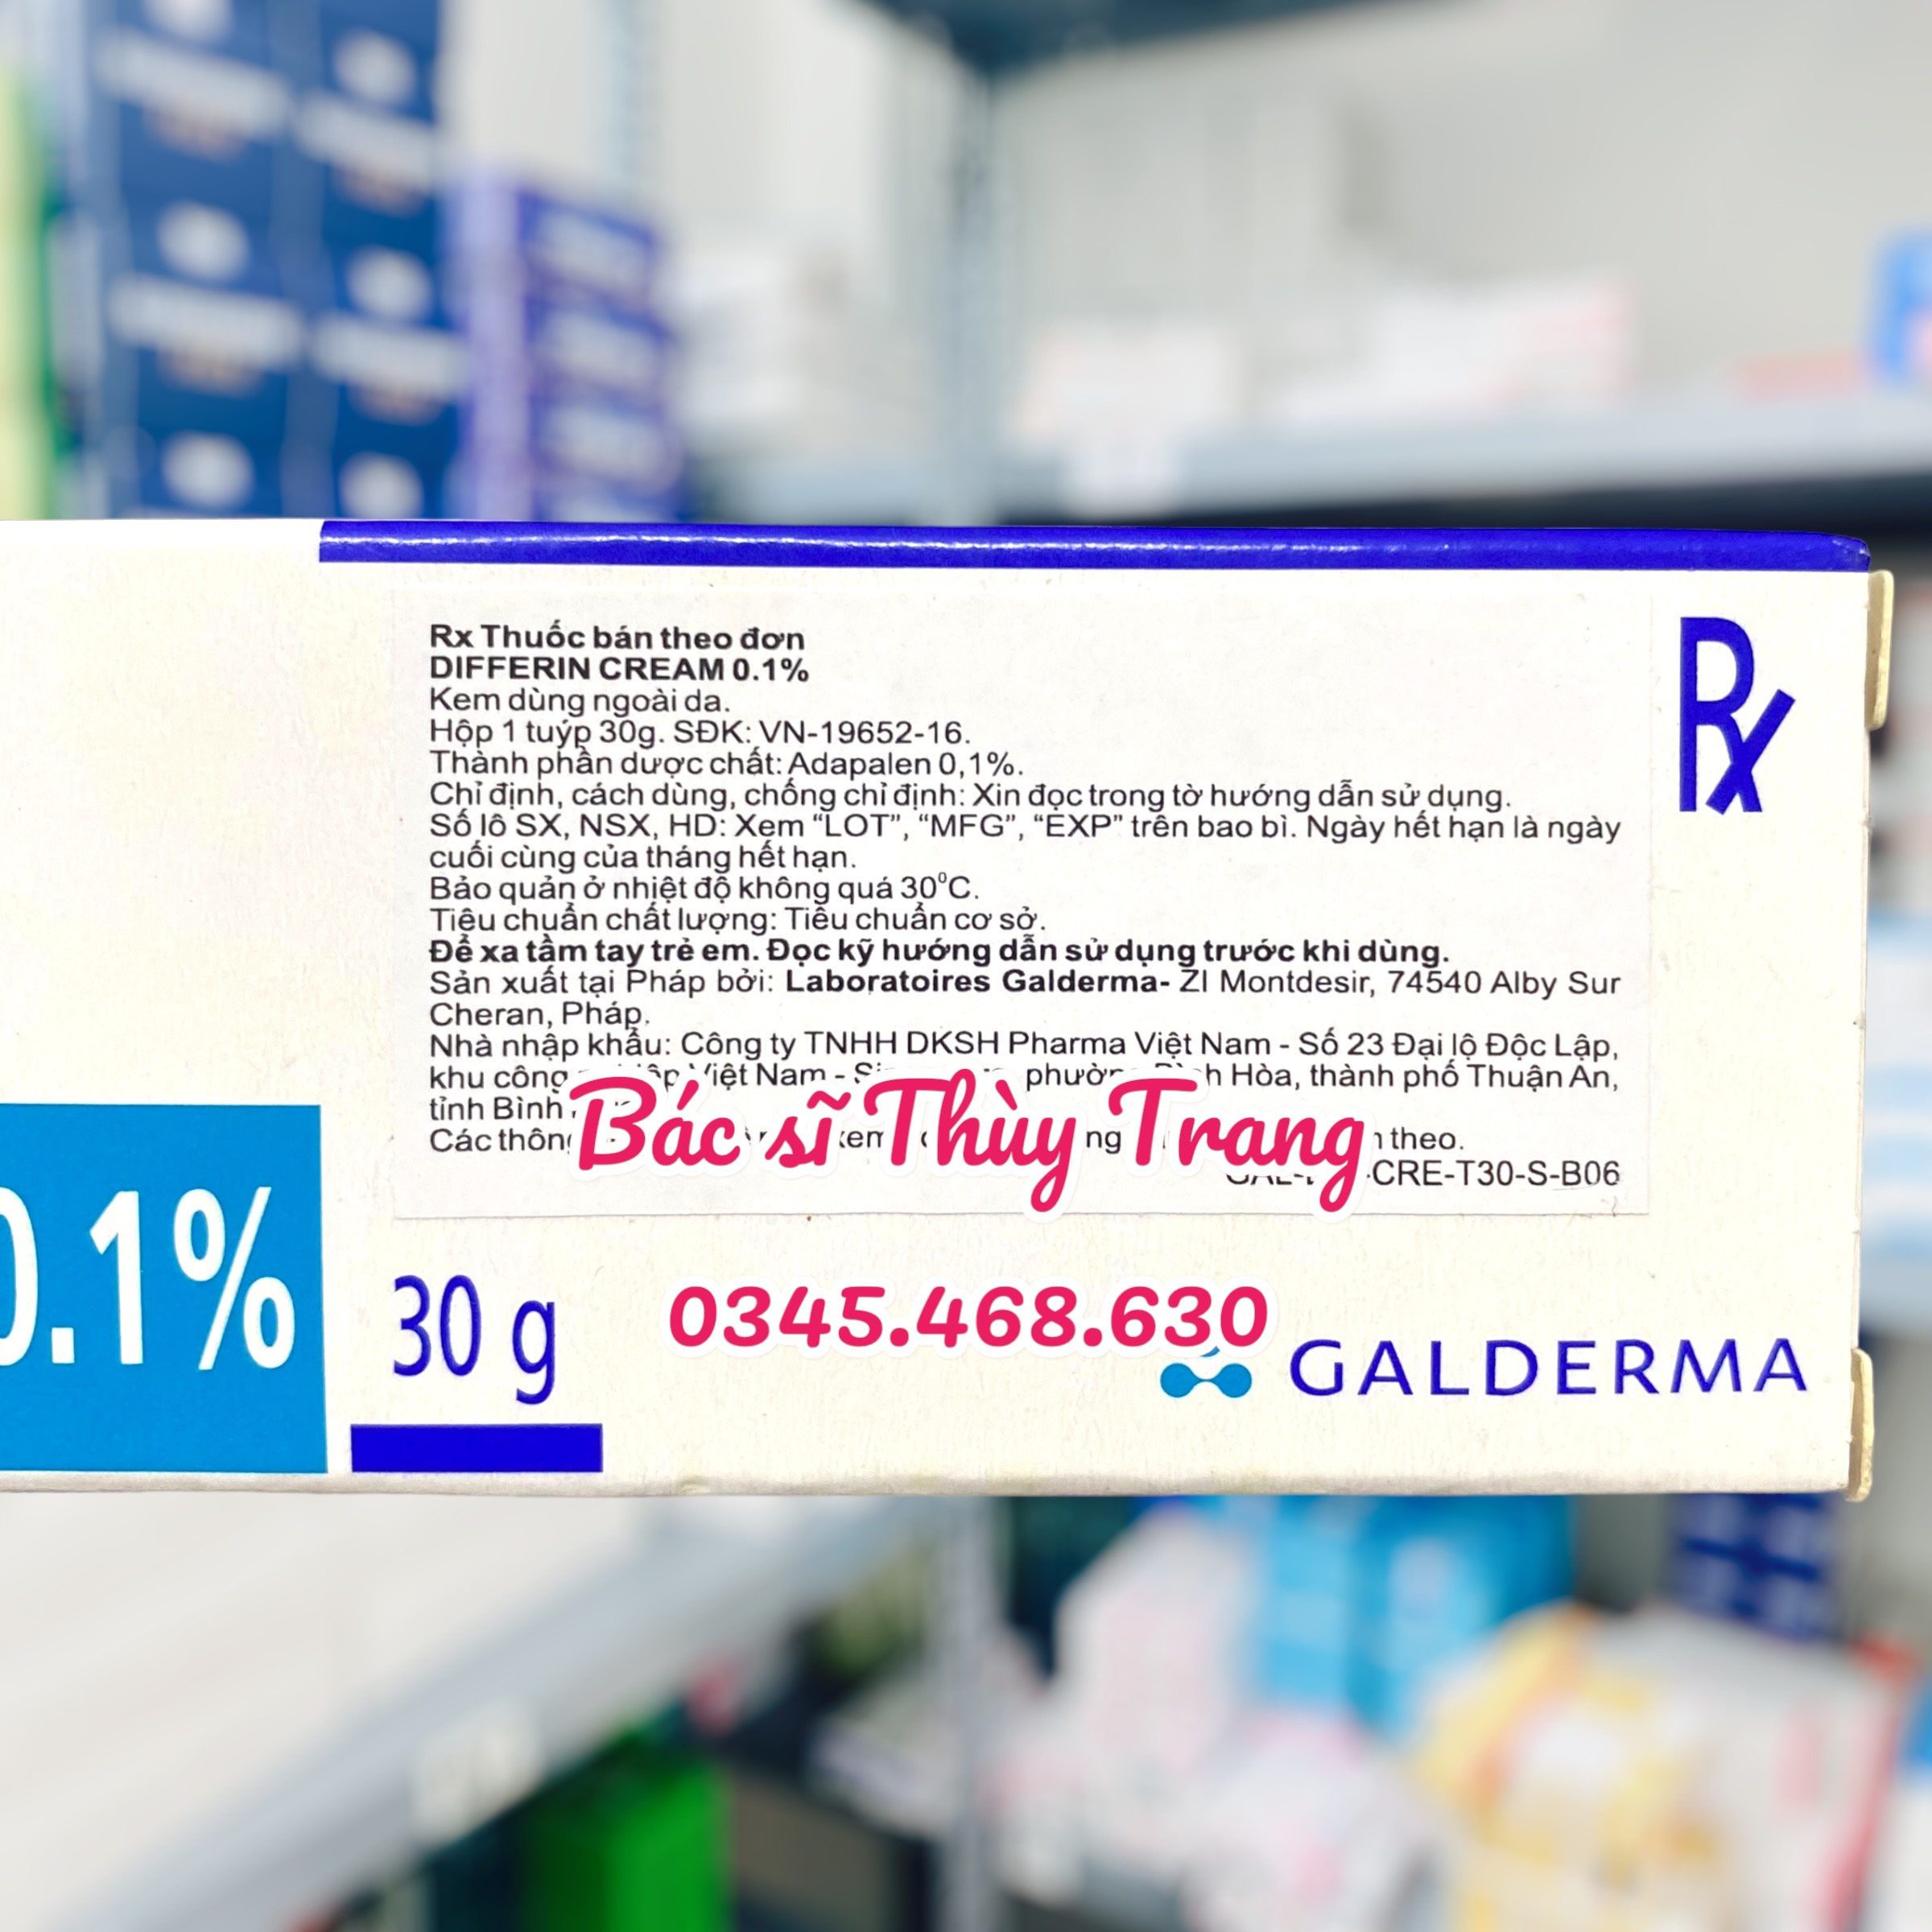 Rx Thuốc bán theo đơn
DIFFERIN CREAM 0.1%
Kem dùng ngoài da.
Hộp 1 tuýp 30g. SĐK: VN-19652-16.
Thành phần dược chất: Adapalen 0,1%.
Chỉ định, cách dùng, chống chỉ định: Xin đọc trong tờ hướng dẫn sử dụng.
Số lô SX, NSX, HD: Xem “LOT”, “MFG”, “EXP” trên bao bì. Ngày hết hạn là ngày
cuối cùng của tháng hết hạn.
Bảo quản ở nhiệt độ không quá 30⁰C.
Tiêu chuẩn chất lượng: Tiêu chuẩn cơ sở.
Để xa tầm tay trẻ em. Đọc kỹ hướng dẫn sử dụng trước khi dùng.
Sản xuất tại Pháp bởi: Laboratoires Galderma- ZI Montdesir, 74540 Alby Sur
Cheran, Pháp.
Nhà nhập khẩu: Công ty TNHH DKSH Pharma Việt Nam - Số 23 Đại lộ Độc Lập,
khu công Việt Nam - phường Bình Hòa, thành phố Thuận An,
tỉnh Bình
Các theo.
-CRE-T30-S-B06
Rx
Bác sĩ Thùy Trang
0345.468.630
0.1%
30 g
GALDERMA